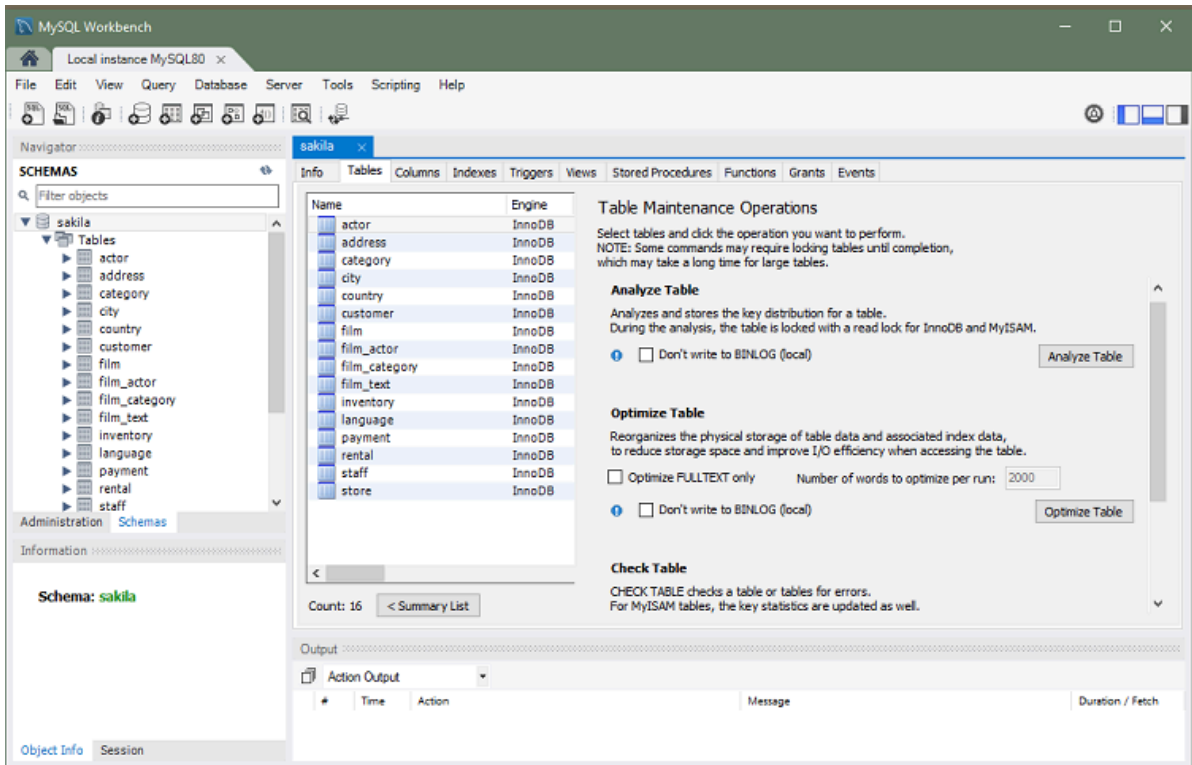 MySQL Workbench
Local instance MySQL80
File Edit View Query Database Server Tools Scripting Help
Navigator
SCHEMAS
Filter objects
sakila
Tables
actor
address
category
city
country
customer
film
film_actor
film_category
film_text
inventory
language
payment
rental
staff
Administration Schemas
Information
Schema: sakila
Object Info Session
sakila
Info Tables Columns Indexes Triggers Views Stored Procedures Functions Grants Events
Name Engine
actor InnoDB
address InnoDB
category InnoDB
city InnoDB
country InnoDB
customer InnoDB
film InnoDB
film_actor InnoDB
film_category InnoDB
film_text InnoDB
inventory InnoDB
language InnoDB
payment InnoDB
rental InnoDB
staff InnoDB
store InnoDB
Count: 16 < Summary List
Table Maintenance Operations
Select tables and click the operation you want to perform.
NOTE: Some commands may require locking tables until completion,
which may take a long time for large tables.
Analyze Table
Analyzes and stores the key distribution for a table.
During the analysis, the table is locked with a read lock for InnoDB and MyISAM.
Don't write to BINLOG (local) Analyze Table
Optimize Table
Reorganizes the physical storage of table data and associated index data,
to reduce storage space and improve I/O efficiency when accessing the table.
Optimize FULLTEXT only Number of words to optimize per run: 2000
Don't write to BINLOG (local) Optimize Table
Check Table
CHECK TABLE checks a table or tables for errors.
For MyISAM tables, the key statistics are updated as well.
Output
Action Output
# Time Action Message Duration / Fetch